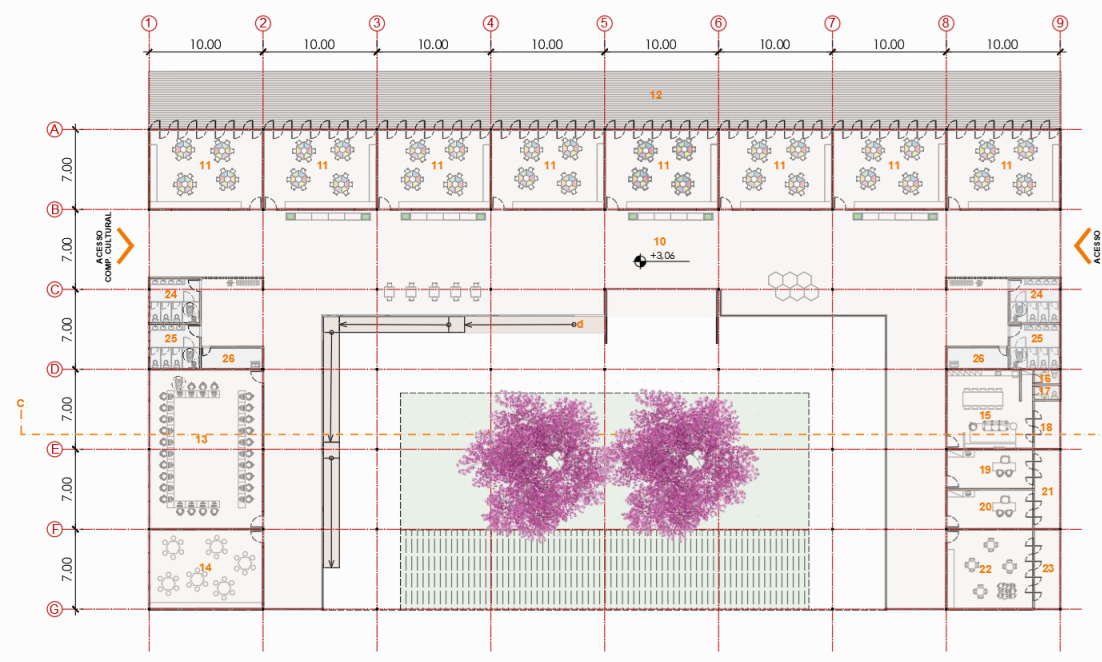 1 2 3 4 5 6 7 8 9
10.00 10.00 10.00 10.00 10.00 10.00 10.00 10.00
12
A
7.00
11 11 11 11 11 11 11 11
B
7.00
ACESSO
COMP. CULTURAL
10
+3,06
ACESSO
C
24 24
7.00
d
25 25
26 26
D
16
17
7.00
C
15
18
13
E
19
7.00
20
21
F
7.00
14
22
23
G